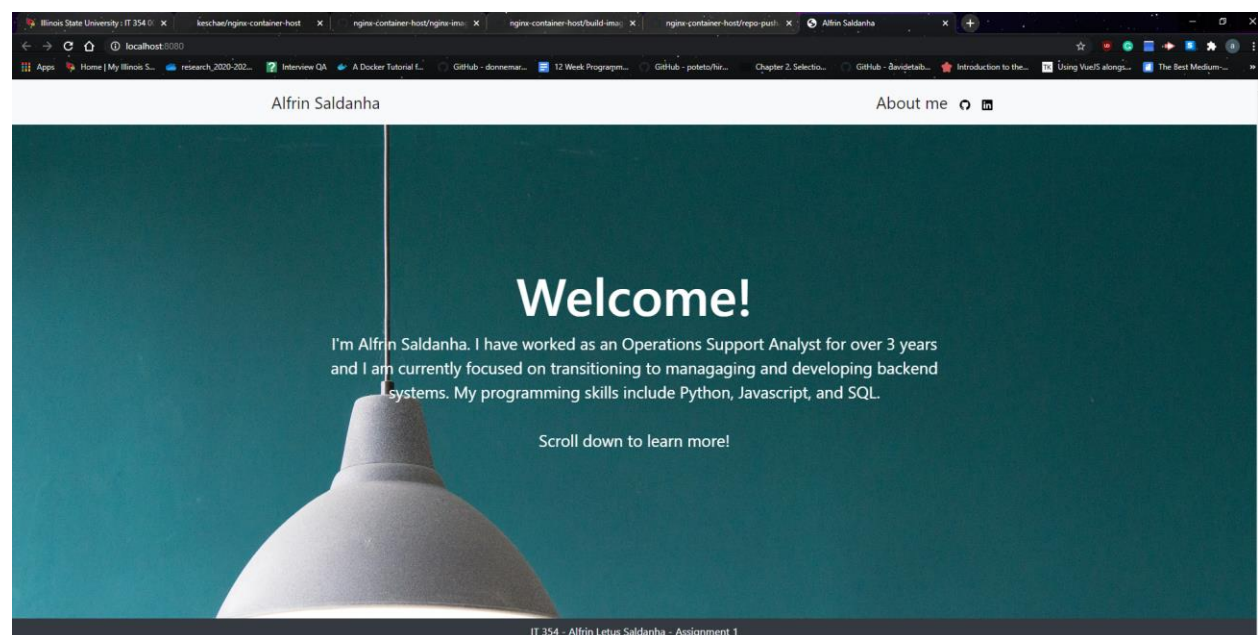 Illinois State University : IT 354 0
keschae/nginx-container-host
nginx-container-host/nginx-imag
nginx-container-host/build-imag
nginx-container-host/repo-push
Alfrin Saldanha
localhost:8080
Apps
Home | My Illinois S...
research_2020-202...
Interview QA
A Docker Tutorial f...
GitHub - donnemar...
12 Week Programm...
GitHub - poteto/hir...
Chapter 2. Selectio...
GitHub - davidetaib...
Introduction to the...
Using VueJS alongs...
The Best Medium-...
Alfrin Saldanha
About me
Welcome!
I'm Alfrin Saldanha. I have worked as an Operations Support Analyst for over 3 years
and I am currently focused on transitioning to managaging and developing backend
systems. My programming skills include Python, Javascript, and SQL.
Scroll down to learn more!
IT 354 - Alfrin Letus Saldanha - Assignment 1